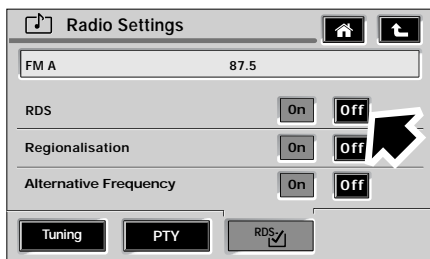 Radio Settings
FM A 87.5
RDS On Off
Regionalisation On Off
Alternative Frequency On Off
Tuning PTY RDS